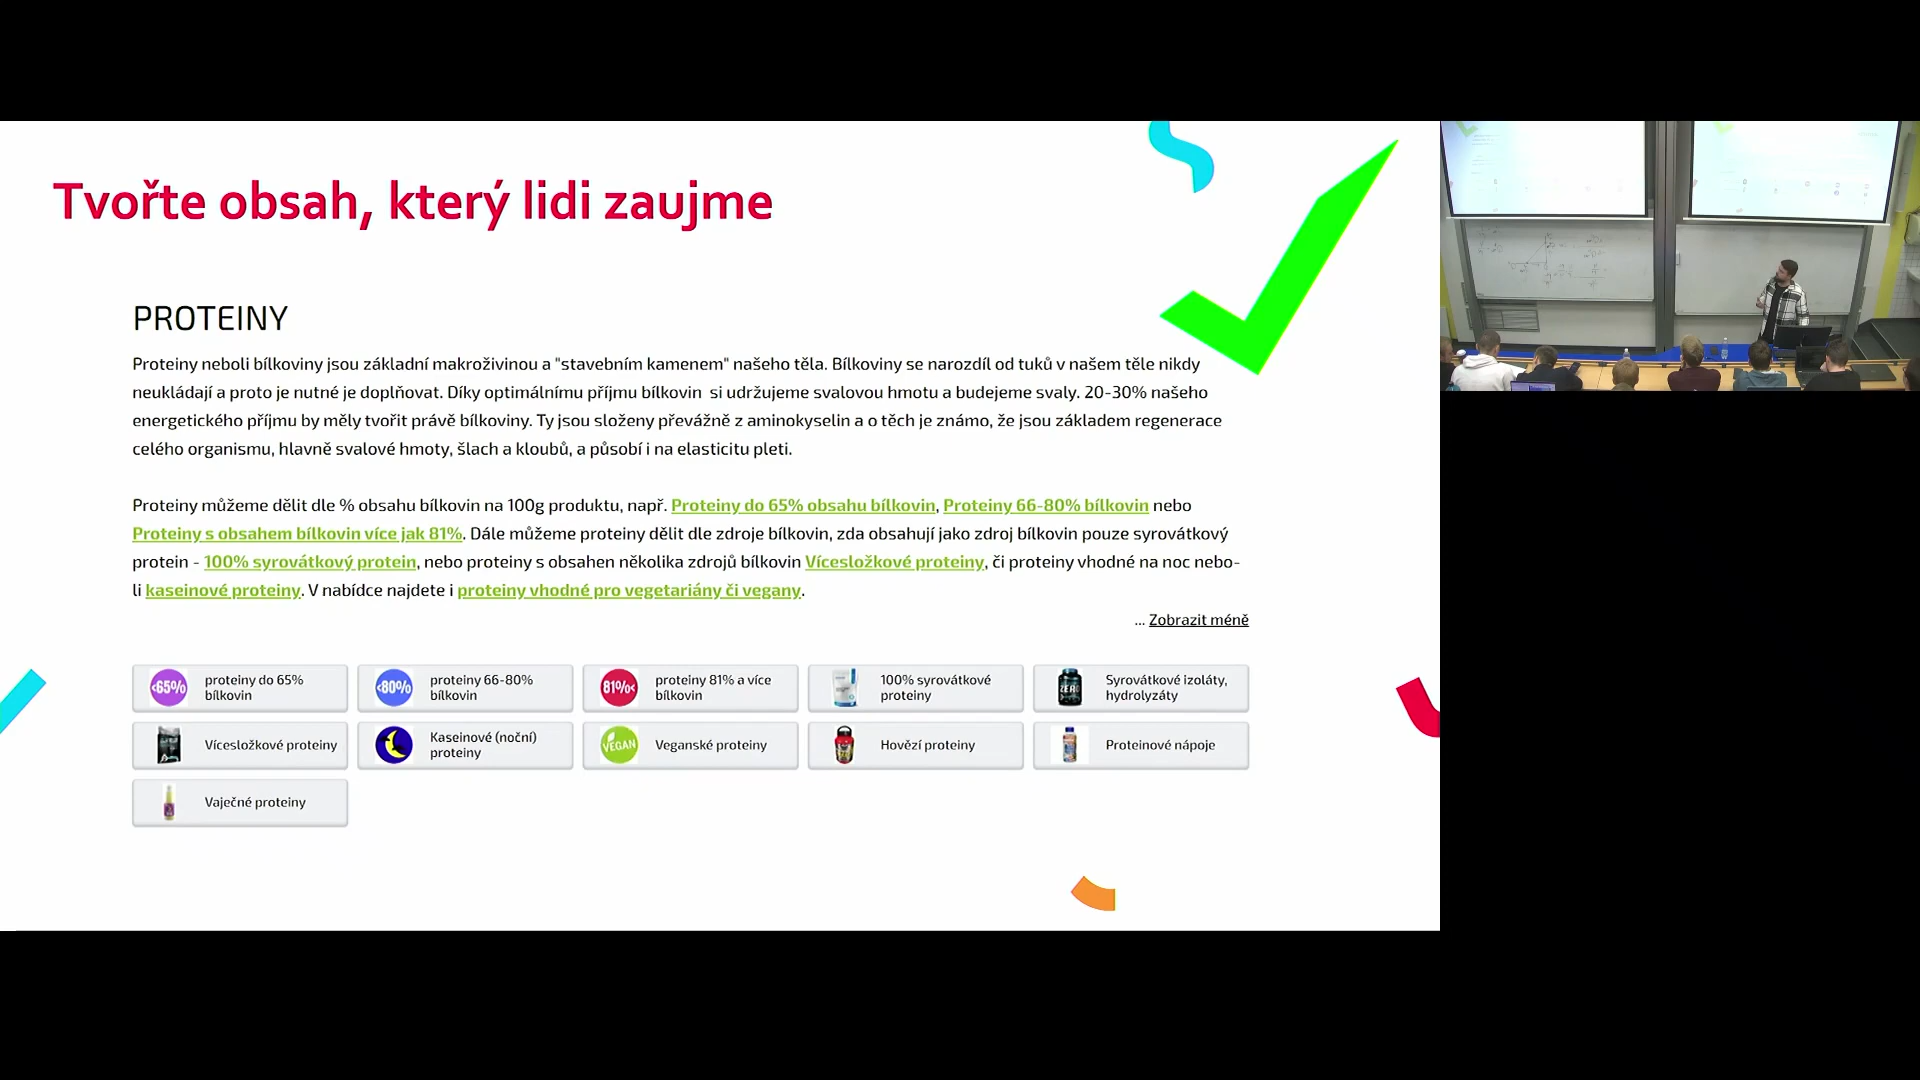 Tvořte obsah, který lidi zaujme
PROTEINY
Proteiny neboli bílkoviny jsou základní makroživinou a "stavebním kamenem" našeho těla. Bílkoviny se narozdíl od tuků v našem těle nikdy
neukládají a proto je nutné je doplňovat. Díky optimálnímu příjmu bílkovin si udržujeme svalovou hmotu a budejeme svaly. 20-30% našeho
energetického příjmu by měly tvořit právě bílkoviny. Ty jsou složeny převážně z aminokyselin a o těch je známo, že jsou základem regenerace
celého organismu, hlavně svalové hmoty, šlach a kloubů, a působí i na elasticitu pleti.
Proteiny můžeme dělit dle % obsahu bílkovin na 100g produktu, např. Proteiny do 65% obsahu bílkovin, Proteiny 66-80% bílkovin nebo
Proteiny s obsahem bílkovin více jak 81%. Dále můžeme proteiny dělit dle zdroje bílkovin, zda obsahují jako zdroj bílkovin pouze syrovátkový
protein - 100% syrovátkový protein, nebo proteiny s obsahen několika zdrojů bílkovin Vícesložkové proteiny, či proteiny vhodné na noc nebo-
li kaseinové proteiny. V nabídce najdete i proteiny vhodné pro vegetariány či vegany.
... Zobrazit méně
<65% proteiny do 65%
bílkovin
<80% proteiny 66-80%
bílkovin
81%< proteiny 81% a více
bílkovin
100% syrovátkové
proteiny
ZERO Syrovátkové izoláty,
hydrolyzáty
Vícesložkové proteiny
Kaseinové (noční)
proteiny
VEGAN Veganské proteiny
Hovězí proteiny
Proteinové nápoje
Vaječné proteiny